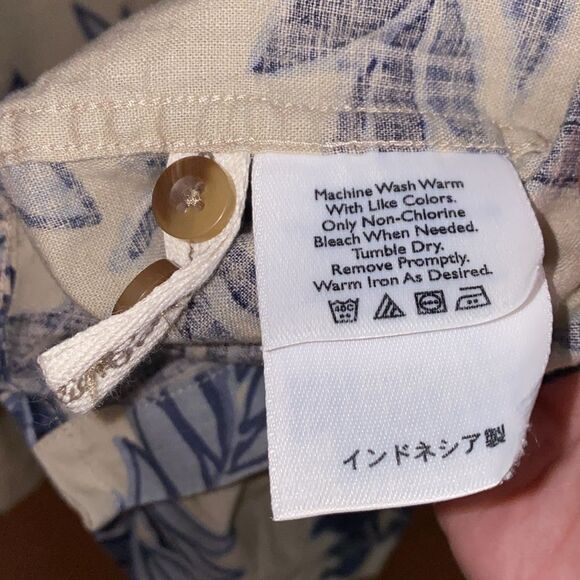 Machine Wash Warm
With Like Colors.
Only Non-Chlorine
Bleach When Needed.
Tumble Dry.
Remove Promptly.
Warm Iron As Desired.
40C
インドネシア製